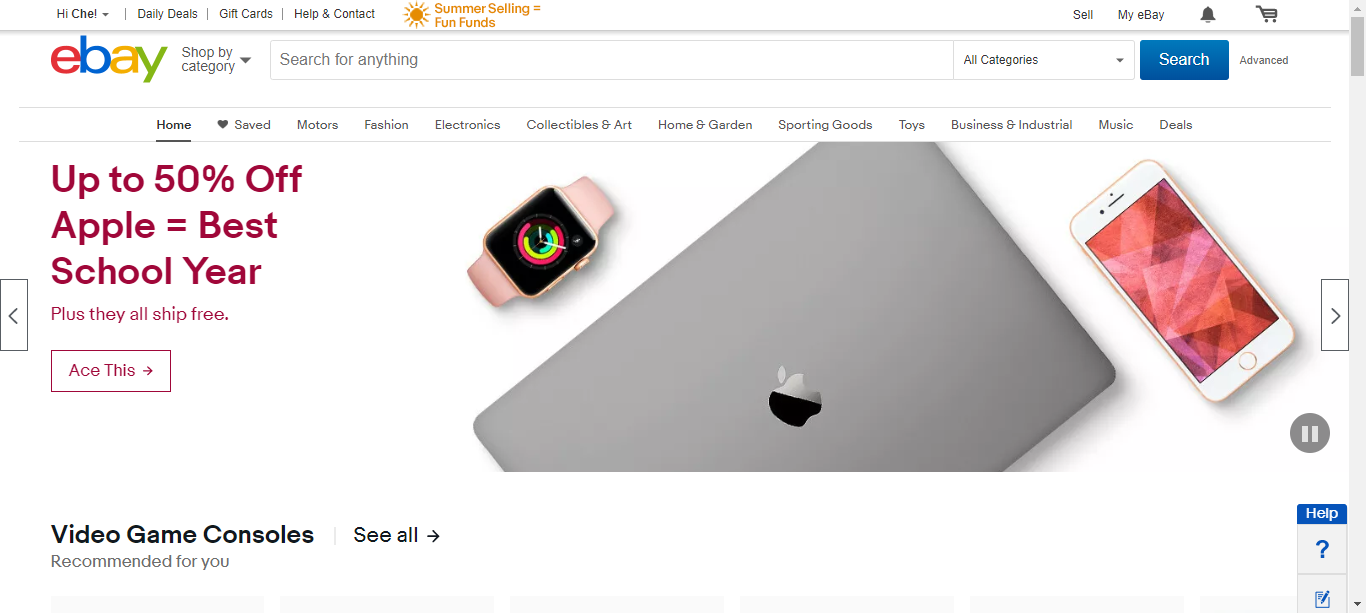 Hi Che!
Daily Deals
Gift Cards
Help & Contact
Summer Selling =
Fun Funds
Sell
My eBay
ebay
Shop by
category
Search for anything
All Categories
Search
Advanced
Home
Saved
Motors
Fashion
Electronics
Collectibles & Art
Home & Garden
Sporting Goods
Toys
Business & Industrial
Music
Deals
Up to 50% Off
Apple = Best
School Year
Plus they all ship free.
Ace This →
Video Game Consoles
See all →
Recommended for you
Help
?